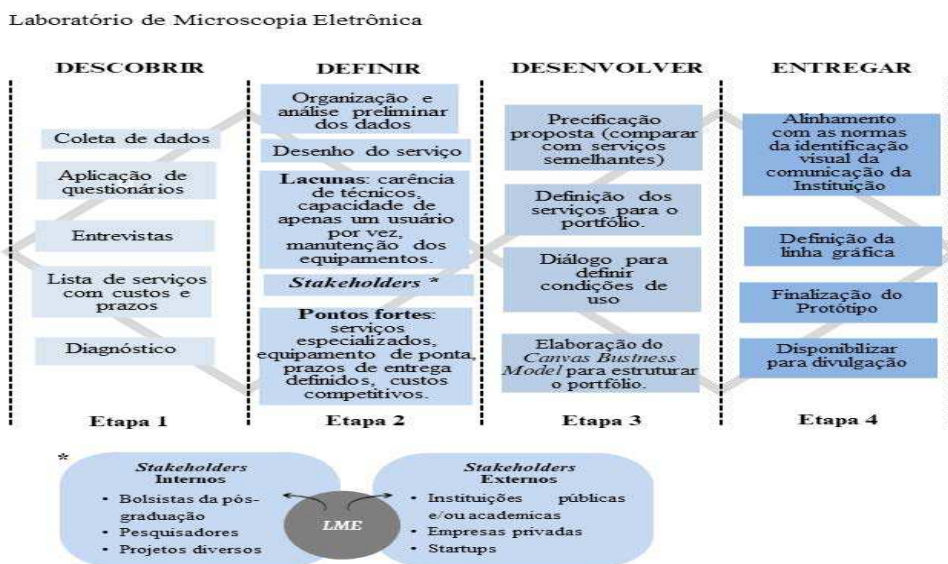 Laboratório de Microscopia Eletrônica
DESCOBRIR
Coleta de dados
Aplicação de
questionários
Entrevistas
Lista de serviços
com custos e
prazos
Diagnóstico
Etapa 1
DEFINIR
Organização e
análise preliminar
dos dados
Desenho do serviço
Lacunas: carência
de técnicos,
capacidade de
apenas um usuário
por vez,
manutenção dos
equipamentos.
Stakeholders *
Pontos fortes:
serviços
especializados,
equipamento de ponta,
prazos de entrega
definidos, custos
competitivos.
Etapa 2
DESENVOLVER
Precificação
proposta (comparar
com serviços
semelhantes)
Definição dos
serviços para o
portfólio.
Diálogo para
definir
condições de
uso
Elaboração do
Canvas Business
Model para estruturar
o portfólio.
Etapa 3
ENTREGAR
Alinhamento
com as normas
da identificação
visual da
comunicação da
Instituição
Definição da
linha gráfica
Finalização do
Protótipo
Disponibilizar
para divulgação
Etapa 4
*
Stakeholders
Internos
• Bolsistas da pós-
graduação
• Pesquisadores
• Projetos diversos
LME
Stakeholders
Externos
• Instituições públicas
e/ou academicas
• Empresas privadas
• Startups